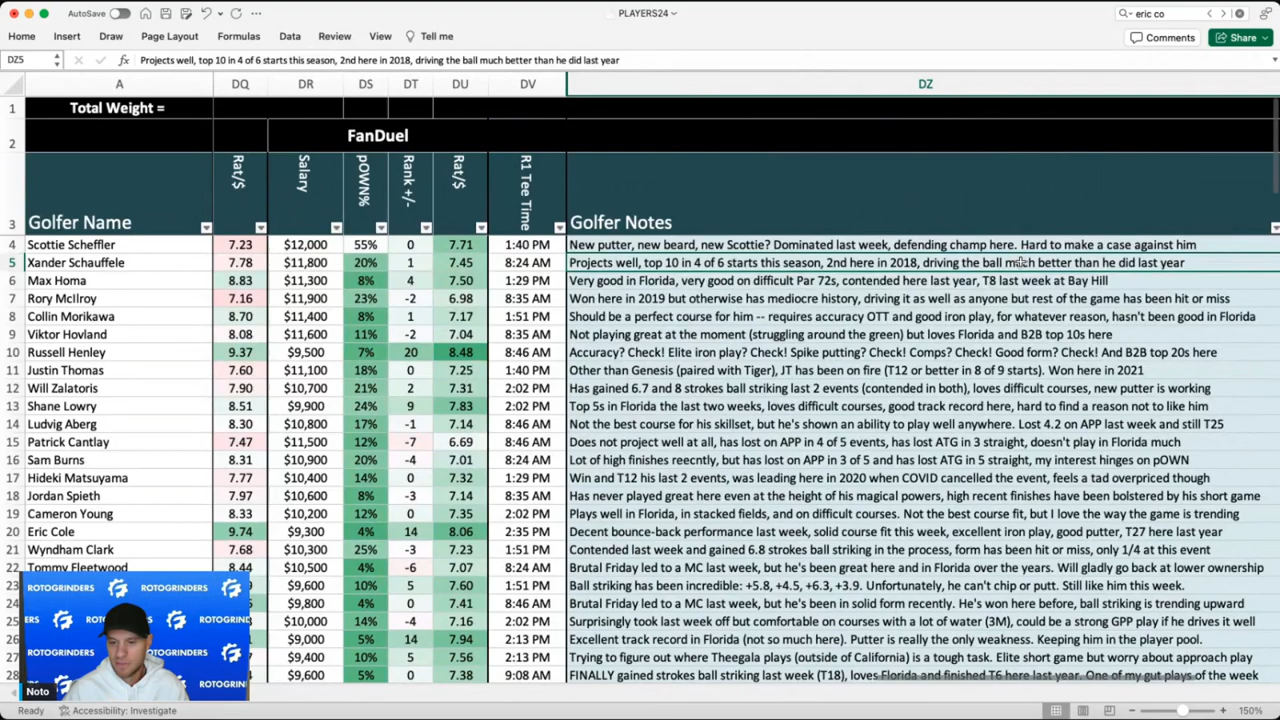 AutoSave
PLAYERS24
eric co
Home Insert Draw Page Layout Formulas Data Review View Tell me Comments Share
DZ5 fx Projects well, top 10 in 4 of 6 starts this season, 2nd here in 2018, driving the ball much better than he did last year
A DQ DR DS DT DU DV DZ
1 Total Weight =
2 FanDuel
3 Golfer Name Rat/$ Salary pOWN% Rank +/- Rat/$ R1 Tee Time Golfer Notes
4 Scottie Scheffler 7.23 $12,000 55% 0 7.71 1:40 PM New putter, new beard, new Scottie? Dominated last week, defending champ here. Hard to make a case against him
5 Xander Schauffele 7.78 $11,800 20% 1 7.45 8:24 AM Projects well, top 10 in 4 of 6 starts this season, 2nd here in 2018, driving the ball much better than he did last year
6 Max Homa 8.83 $11,300 8% 4 7.50 8:35 AM Very good in Florida, very good on difficult Par 72s, contended here last year, T8 last week at Bay Hill
7 Rory McIlroy 7.16 $11,900 23% -2 6.98 8:35 AM Won here in 2019 but otherwise has mediocre history, driving it as well as anyone but rest of the game has been hit or miss
8 Collin Morikawa 8.70 $11,400 8% 1 7.17 1:51 PM Should be a perfect course for him -- requires accuracy OTT and good iron play, for whatever reason, hasn't been good in Florida
9 Viktor Hovland 8.08 $11,600 11% -2 7.04 8:35 AM Not playing great at the moment (struggling around the green) but loves Florida and B2B top 10s here
10 Russell Henley 9.37 $9,500 7% 20 8.48 8:46 AM Accuracy? Check! Elite iron play? Check! Spike putting? Check! Comps? Check! Good form? Check! And B2B top 20s here
11 Justin Thomas 7.60 $11,100 18% 0 7.25 1:40 PM Other than Genesis (paired with Tiger), JT has been on fire (T12 or better in 8 of 9 starts). Won here in 2021
12 Will Zalatoris 7.90 $10,700 21% 2 7.31 2:02 PM Has gained 6.7 and 8 strokes ball striking last 2 events (contended in both), loves difficult courses, new putter is working
13 Shane Lowry 8.51 $9,900 24% 9 7.83 2:02 PM Top 5s in Florida the last two weeks, loves difficult courses, good track record here, hard to find a reason not to like him
14 Ludvig Aberg 8.30 $10,800 17% -1 7.14 8:46 AM Not the best course for his skillset, but he's shown an ability to play well anywhere. Lost 4.2 on APP last week and still T25
15 Patrick Cantlay 7.47 $11,500 12% -7 6.69 8:46 AM Does not project well at all, has lost on APP in 4 of 5 events, has lost ATG in 3 straight, doesn't play in Florida much
16 Sam Burns 8.31 $10,900 20% -4 7.01 8:24 AM Lot of high finishes reecently, but has lost on APP in 3 of 5 and has lost ATG in 5 straight, my interest hinges on pOWN
17 Hideki Matsuyama 7.77 $10,400 14% 0 7.32 1:29 PM Win and T12 his last 2 events, was leading here in 2020 when COVID cancelled the event, feels a tad overpriced though
18 Jordan Spieth 7.97 $10,600 8% -3 7.14 8:35 AM Has never played great here even at the height of his magical powers, high recent finishes have been bolstered by his short game
19 Cameron Young 8.33 $10,200 12% 0 7.35 2:02 PM Plays well in Florida, in stacked fields, and on difficult courses. Not the best course fit, but I love the way the game is trending
20 Eric Cole 9.74 $9,300 4% 14 8.06 2:35 PM Decent bounce-back performance last week, solid course fit this week, excellent iron play, good putter, T27 here last year
21 Wyndham Clark 7.68 $10,300 25% -3 7.23 1:51 PM Contended last week and gained 6.8 strokes ball striking in the process, form has been hit or miss, only 1/4 at this event
Tommy Fleetwood 8.44 $10,500 6% -6 7.07 8:24 AM Brutal Friday led to a MC last week, but he's been great here and in Florida over the years. Will gladly go back at lower ownership
$9,600 10% 5 7.60 1:51 PM Ball striking has been incredible: +5.8, +4.5, +6.3, +3.9. Unfortunately, he can't chip or putt. Still like him this week.
$9,800 4% 0 7.41 8:46 AM Brutal Friday led to a MC last week, but he's been in solid form recently. He's won here before, ball striking is trending upward
$10,000 14% -4 7.16 2:02 PM Surprisingly took last week off but comfortable on courses with a lot of water (3M), could be a strong GPP play if he drives it well
$9,000 5% 14 7.94 2:13 PM Excellent track record in Florida (not so much here). Putter is really the only weakness. Keeping him in the player pool.
$9,400 10% 5 7.56 2:13 PM Trying to figure out where Theegala plays (outside of California) is a tough task. Elite short game but worry about approach play
$9,600 5% 0 7.38 9:08 AM FINALLY gained strokes ball striking last week (T18), loves Florida and finished T6 here last year. One of my gut plays of the week
ROTOGRINDERS
ROTOGRINDERS
ROTOGRIN
ROTOGRINDERS
Noto
Ready Accessibility: Investigate 150%